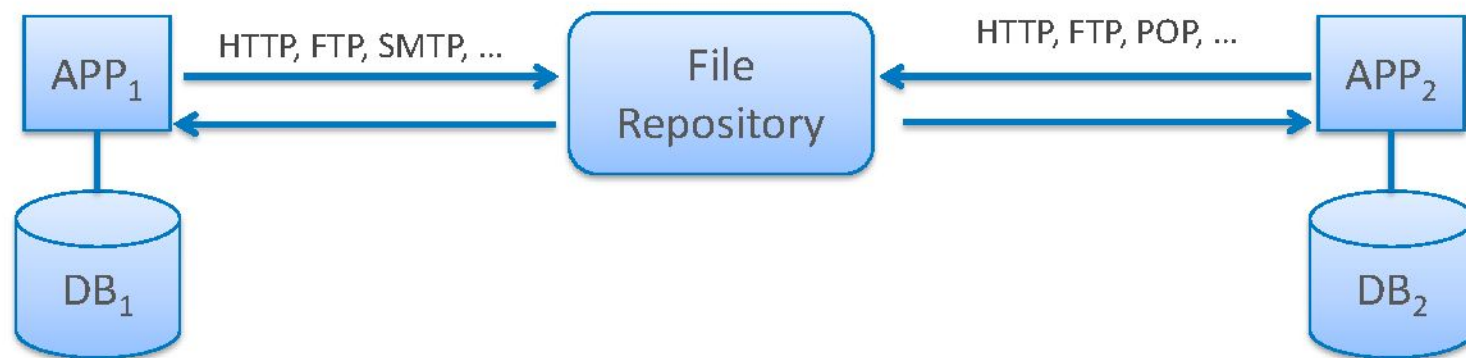 HTTP, FTP, SMTP, ...
HTTP, FTP, POP, ...
APP₁
File
Repository
APP₂
DB₁
DB₂